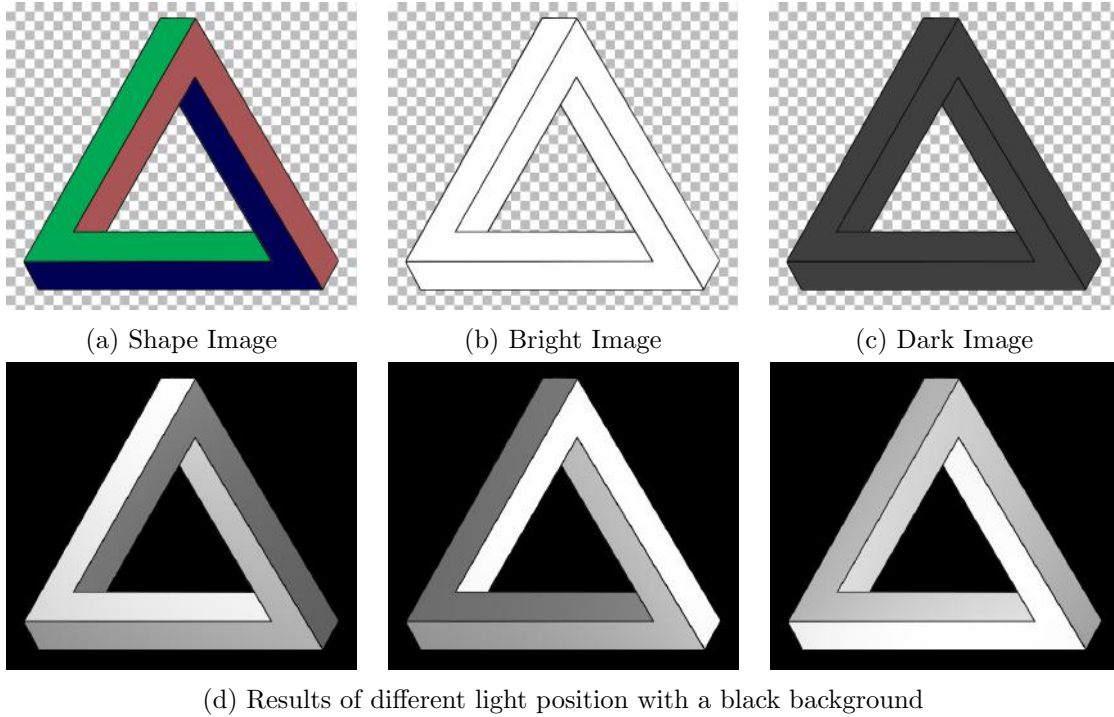 (a) Shape Image
(b) Bright Image
(c) Dark Image
(d) Results of different light position with a black background